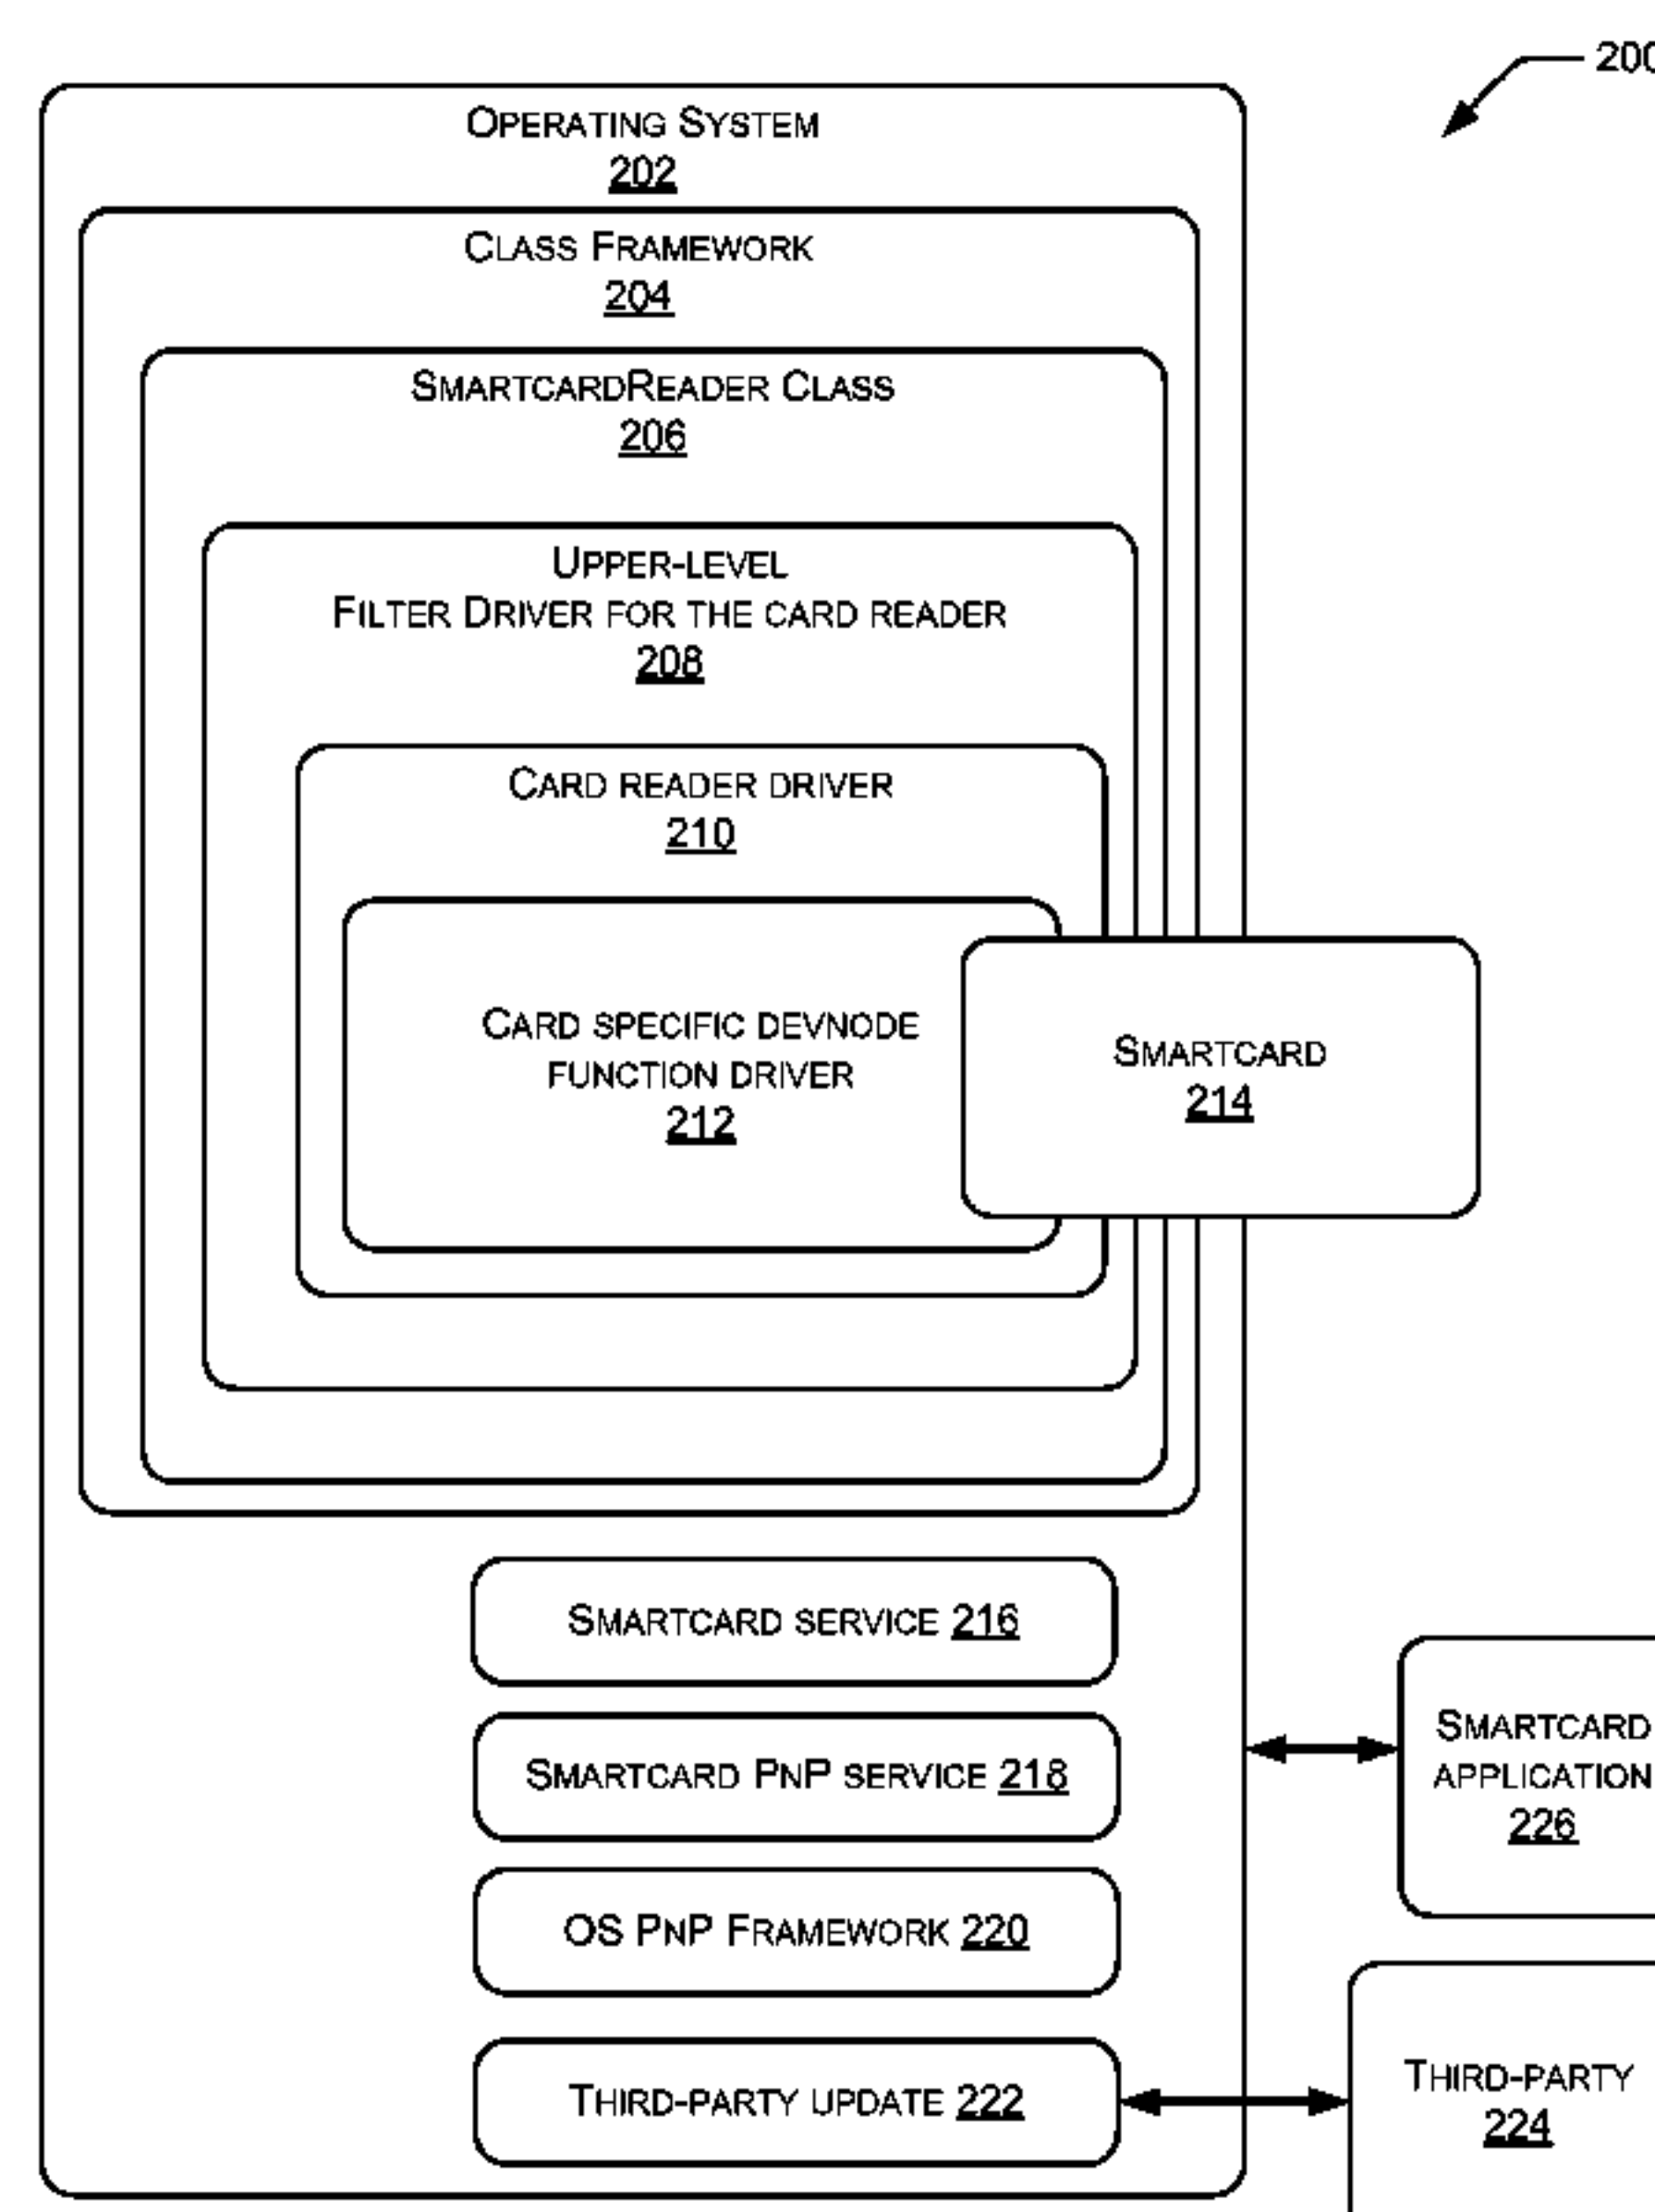 200
OPERATING SYSTEM
202
CLASS FRAMEWORK
204
SMARTCARDREADER CLASS
206
UPPER-LEVEL
FILTER DRIVER FOR THE CARD READER
208
CARD READER DRIVER
210
CARD SPECIFIC DEVNODE
FUNCTION DRIVER
212
SMARTCARD
214
SMARTCARD SERVICE 216
SMARTCARD PNP SERVICE 218
OS PNP FRAMEWORK 220
THIRD-PARTY UPDATE 222
SMARTCARD
APPLICATION
226
THIRD-PARTY
224